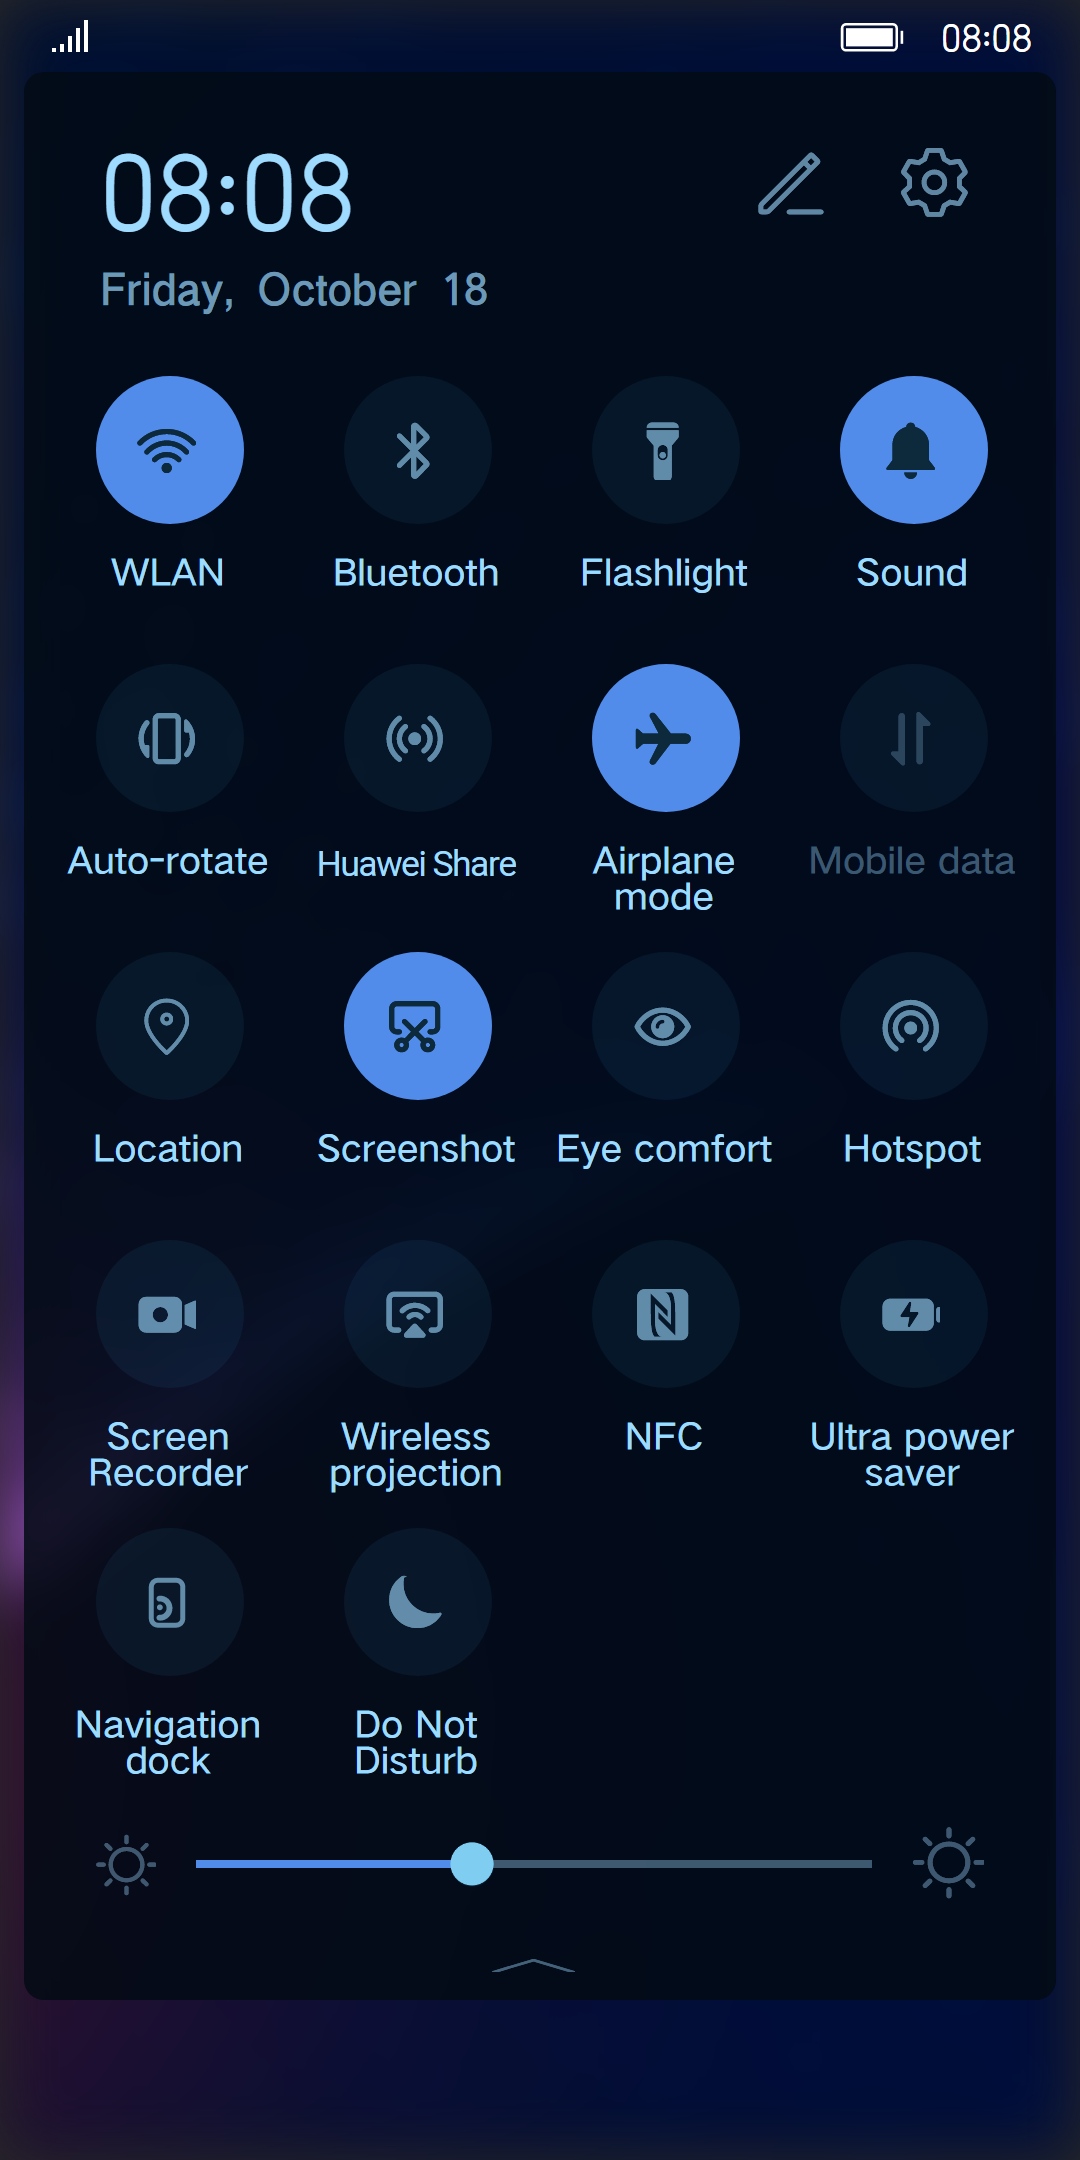 08:08
08:08
Friday, October 18
WLAN
Bluetooth
Flashlight
Sound
Auto-rotate
Huawei Share
Airplane
mode
Mobile data
Location
Screenshot
Eye comfort
Hotspot
Screen
Recorder
Wireless
projection
NFC
Ultra power
saver
Navigation
dock
Do Not
Disturb